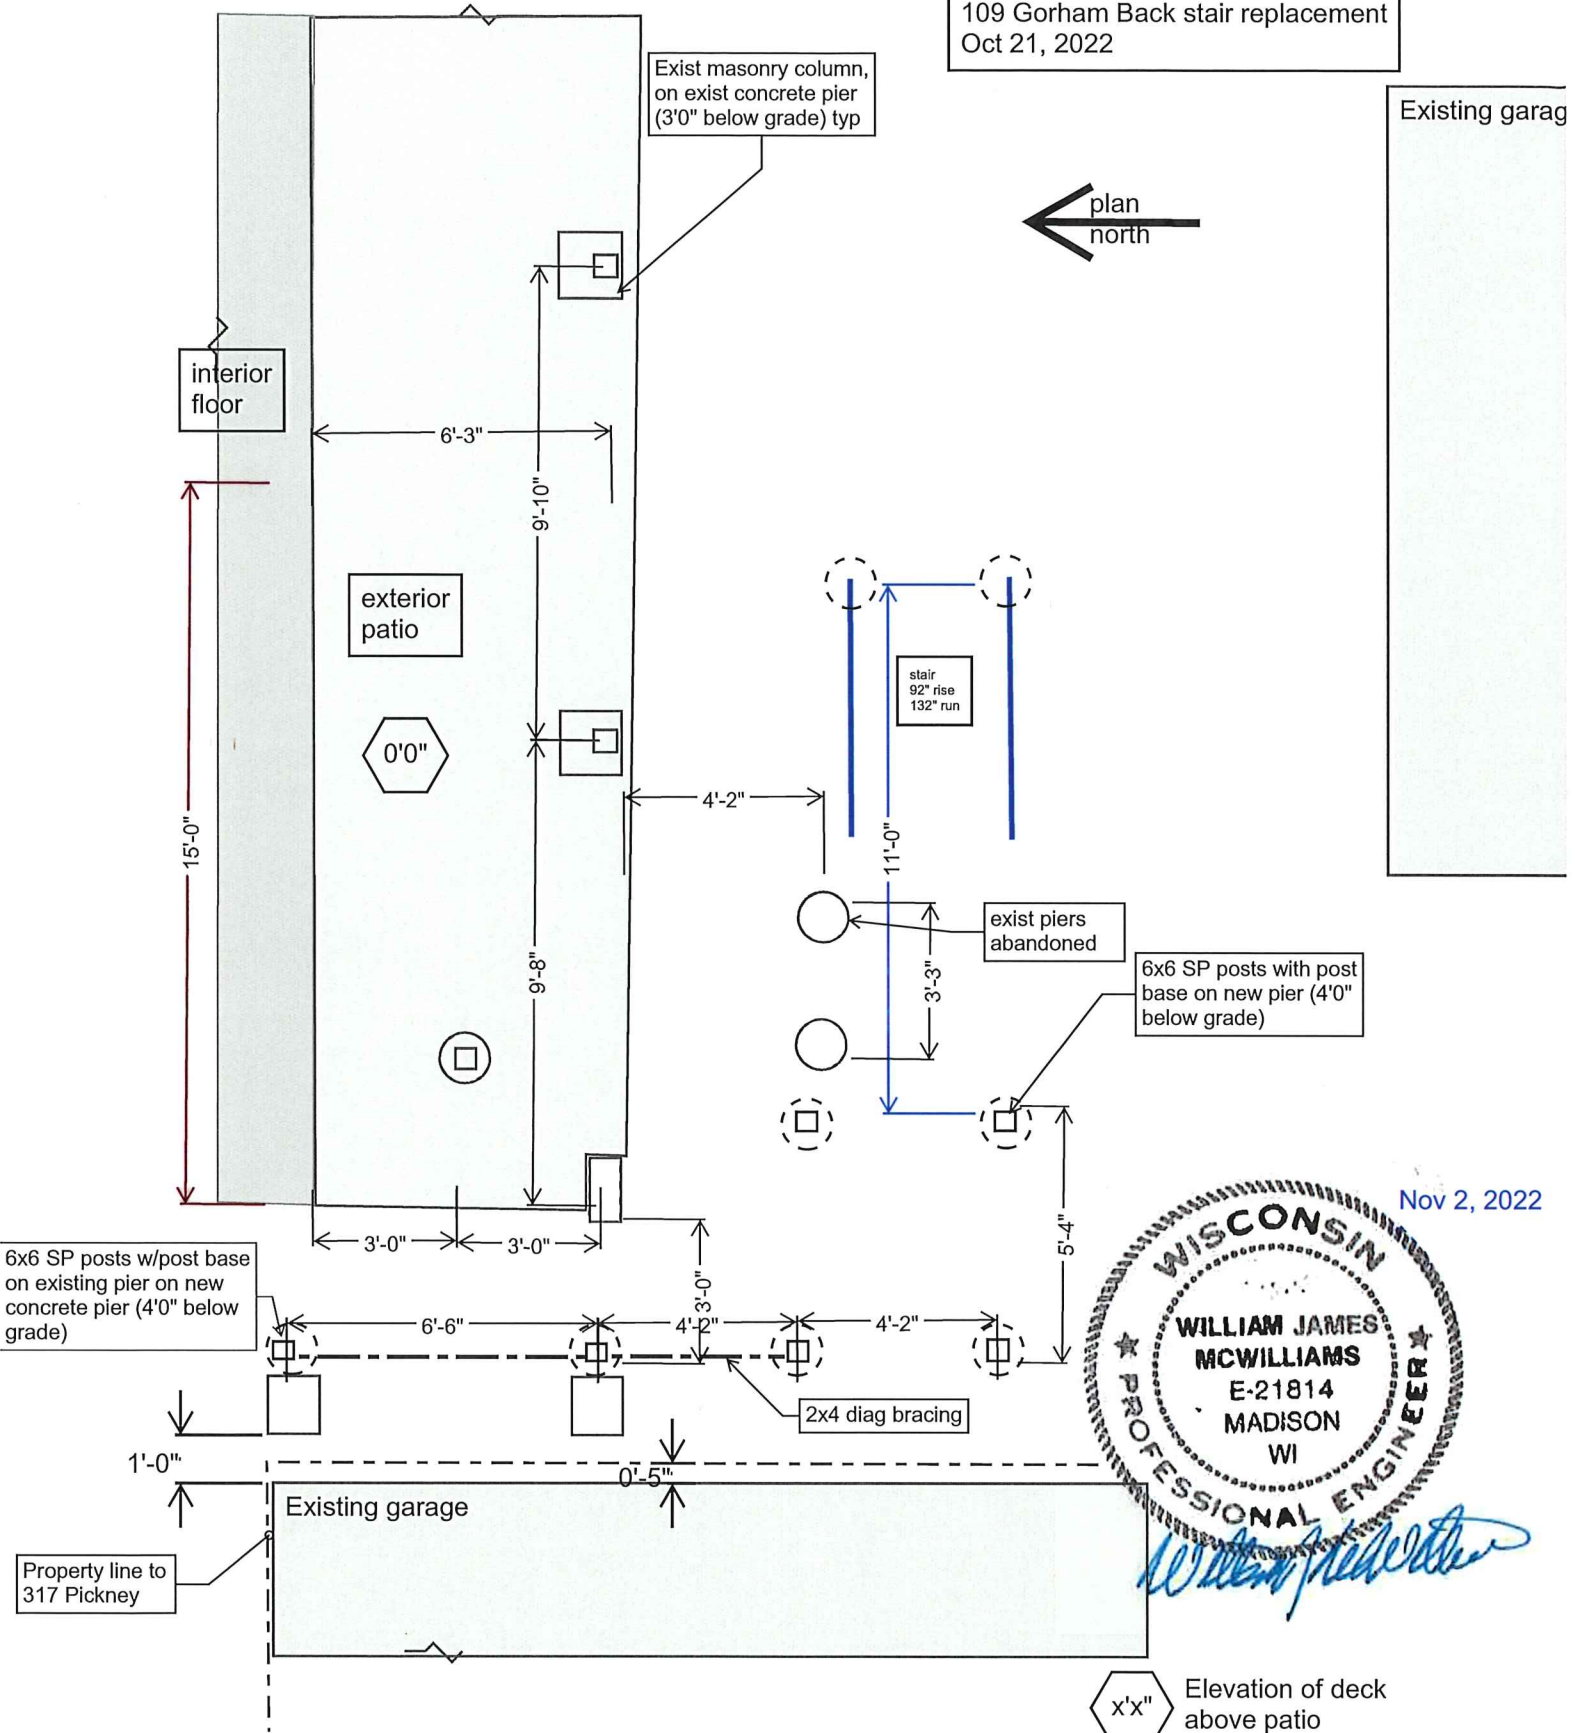 109 Gorham Back stair replacement
Oct 21, 2022
Exist masonry column,
on exist concrete pier
(3'0" below grade) typ
Existing garag
plan
north
interior
floor
6'-3"
9'-10"
exterior
patio
stair
92" rise
132" run
0'0"
4'-2"
15'-0"
11'-0"
exist piers
abandoned
3'-3"
9'-8"
6x6 SP posts with post
base on new pier (4'0"
below grade)
Nov 2, 2022
3'-0"
3'-0"
3'-0"
5'-4"
6x6 SP posts w/post base
on existing pier on new
concrete pier (4'0" below
grade)
6'-6"
4'-2"
4'-2"
WISCONSIN
WILLIAM JAMES
MCWILLIAMS
E-21814
MADISON
WI
PROFESSIONAL ENGINEER
2x4 diag bracing
1'-0"
0'-5"
Existing garage
Property line to
317 Pickney
x'x"
Elevation of deck
above patio